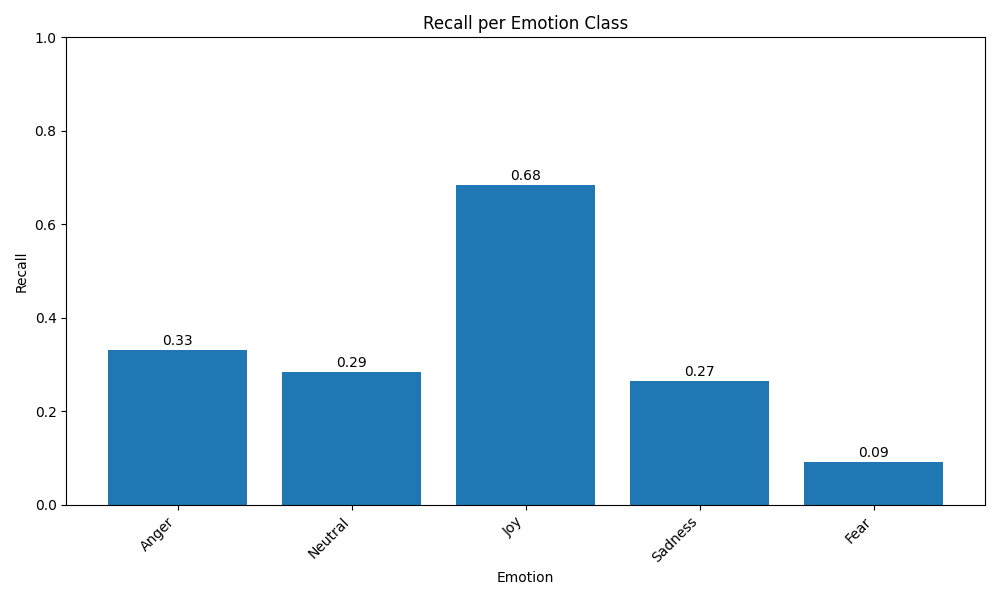 Recall per Emotion Class
1.0
0.8
0.6
0.4
0.2
0.0
Recall
0.33
0.29
0.68
0.27
0.09
Anger
Neutral
Joy
Sadness
Fear
Emotion